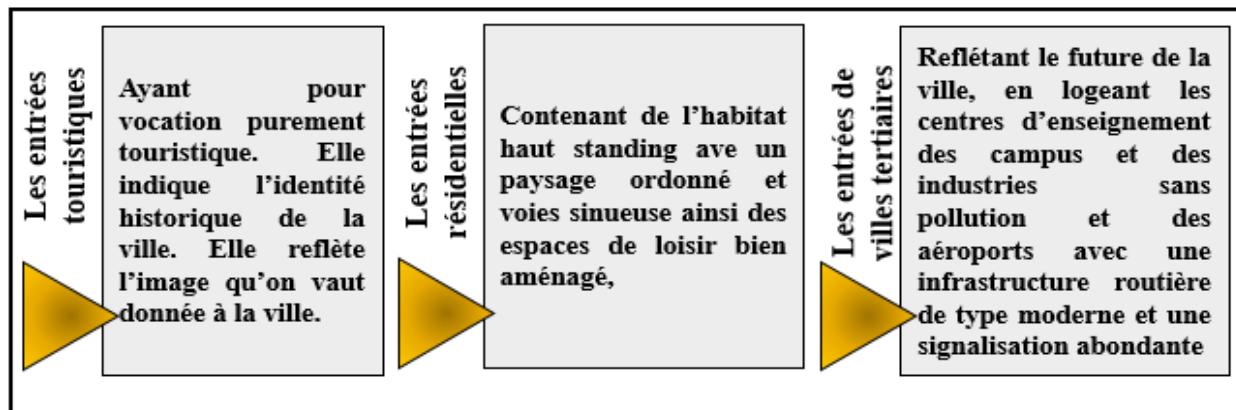 Les entrées
touristiques
Ayant pour
vocation purement
touristique. Elle
indique l’identité
historique de la
ville. Elle reflète
l’image qu’on vaut
donnée à la ville.
Les entrées
résidentielles
Contenant de l’habitat
haut standing ave un
paysage ordonné et
voies sinueuse ainsi des
espaces de loisir bien
aménagé,
Les entrées de
villes tertiaires
Reflétant le future de la
ville, en logeant les
centres d’enseignement
des campus et des
industries sans
pollution et des
aéroports avec une
infrastructure routière
de type moderne et une
signalisation abondante